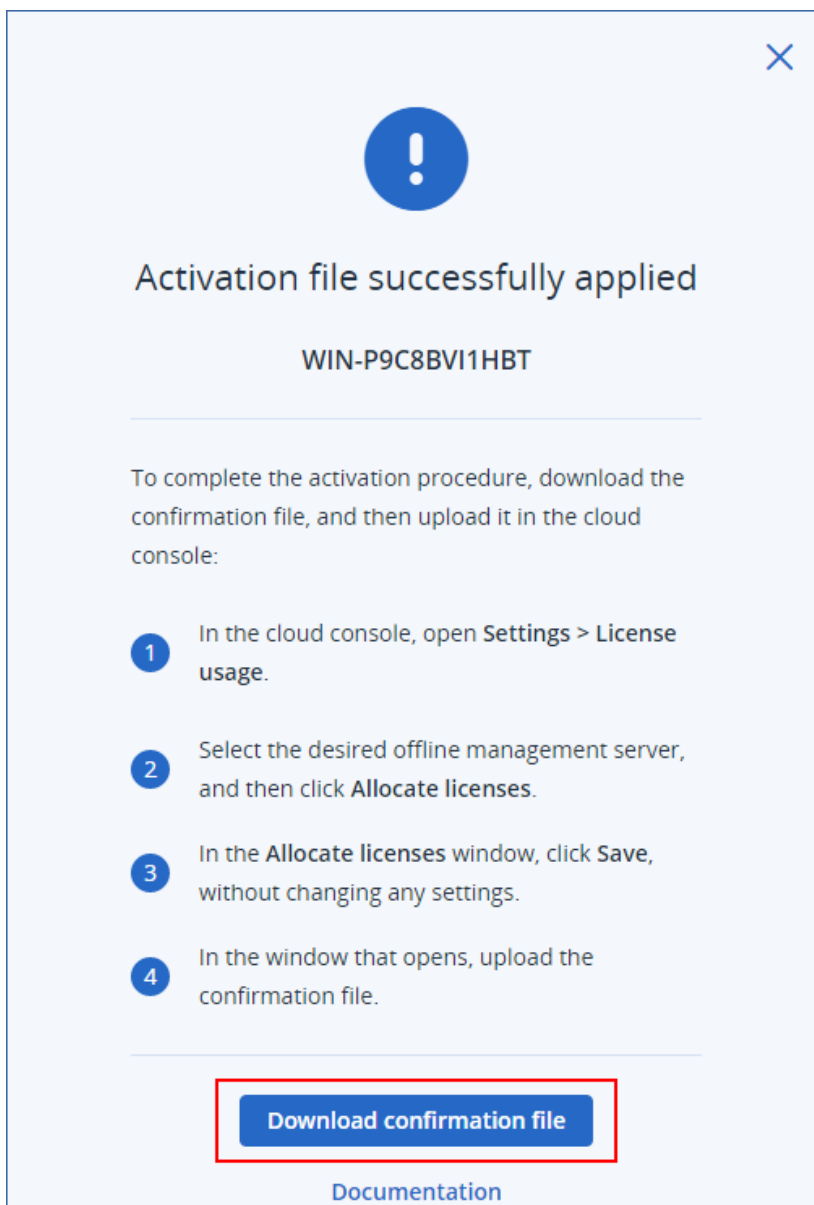 Activation file successfully applied
WIN-P9C8BVI1HBT
To complete the activation procedure, download the
confirmation file, and then upload it in the cloud
console:
1 In the cloud console, open Settings > License
usage.
2 Select the desired offline management server,
and then click Allocate licenses.
3 In the Allocate licenses window, click Save,
without changing any settings.
4 In the window that opens, upload the
confirmation file.
Download confirmation file
Documentation